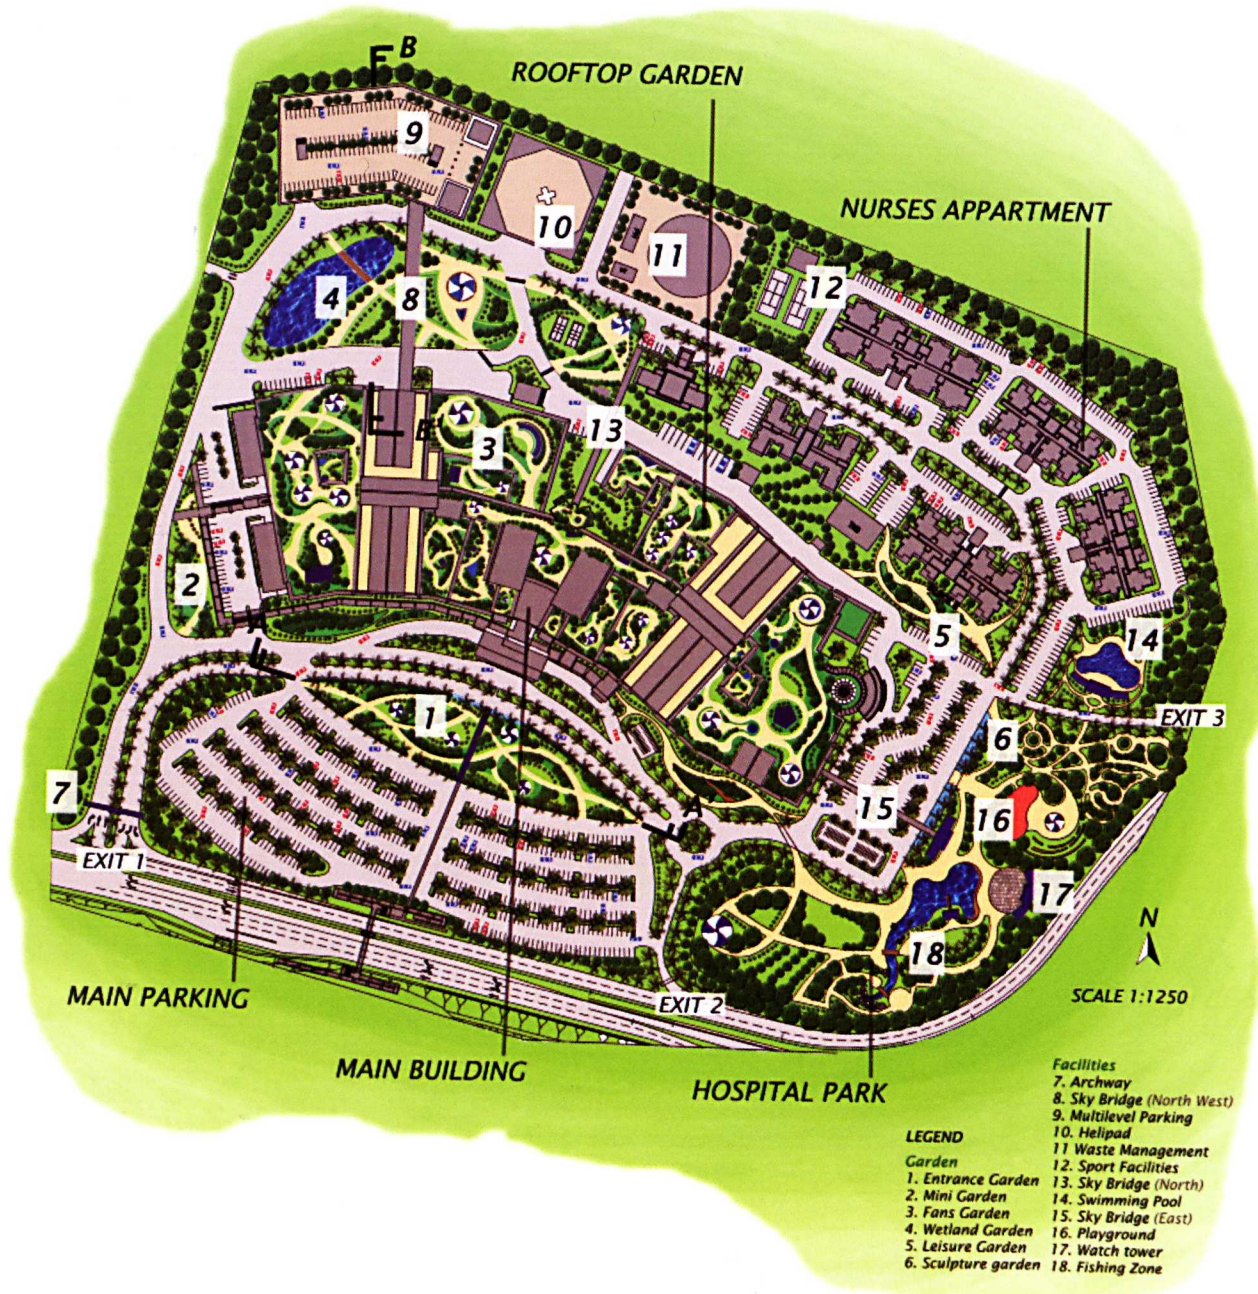 B
ROOFTOP GARDEN
9
NURSES APPARTMENT
10
11
12
4
8
3
13
E
2
A
5
14
1
EXIT 3
6
7
A
15
16
EXIT 1
17
N
18
MAIN PARKING
EXIT 2
SCALE 1:1250
MAIN BUILDING
HOSPITAL PARK
LEGEND
Garden
1. Entrance Garden
2. Mini Garden
3. Fans Garden
4. Wetland Garden
5. Leisure Garden
6. Sculpture garden
Facilities
7. Archway
8. Sky Bridge (North West)
9. Multilevel Parking
10. Helipad
11 Waste Management
12. Sport Facilities
13. Sky Bridge (North)
14. Swimming Pool
15. Sky Bridge (East)
16. Playground
17. Watch tower
18. Fishing Zone